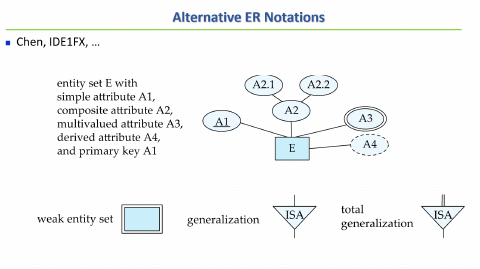 Alternative ER Notations
Chen, IDE1FX, …
entity set E with
simple attribute A1,
composite attribute A2,
multivalued attribute A3,
derived attribute A4,
and primary key A1
A2.1
A2.2
A2
A1
A3
A4
E
weak entity set
generalization
ISA
total
generalization
ISA